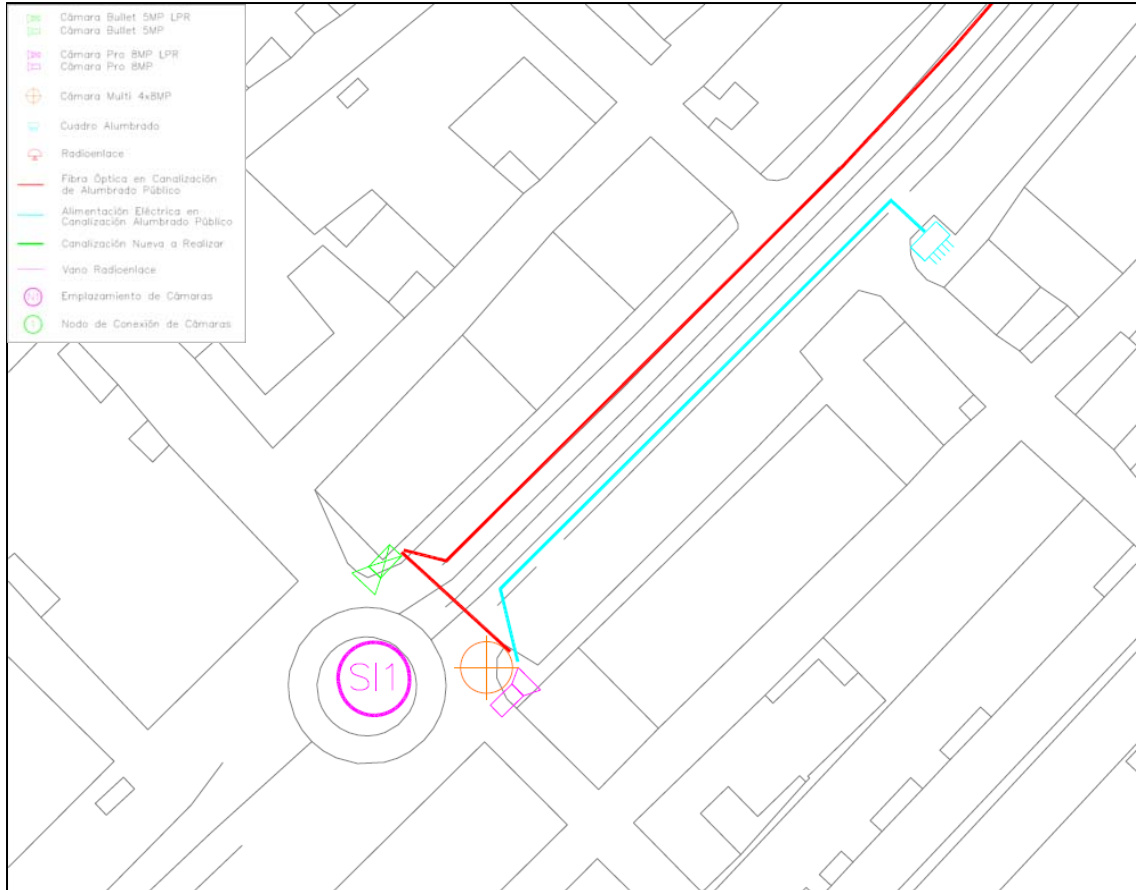 Cámara Bullet 5MP LPR
Cámara Bullet 5MP
Cámara Pro 8MP LPR
Cámara Pro 8MP
Cámara Multi 4x8MP
Cuadro Alumbrado
Radioenlace
Fibra Óptica en Canalización
de Alumbrado Público
Alimentación Eléctrica en
Canalización Alumbrado Público
Canalización Nueva a Realizar
Vano Radioenlace
Emplazamiento de Cámaras
Nodo de Conexión de Cámaras
SI1